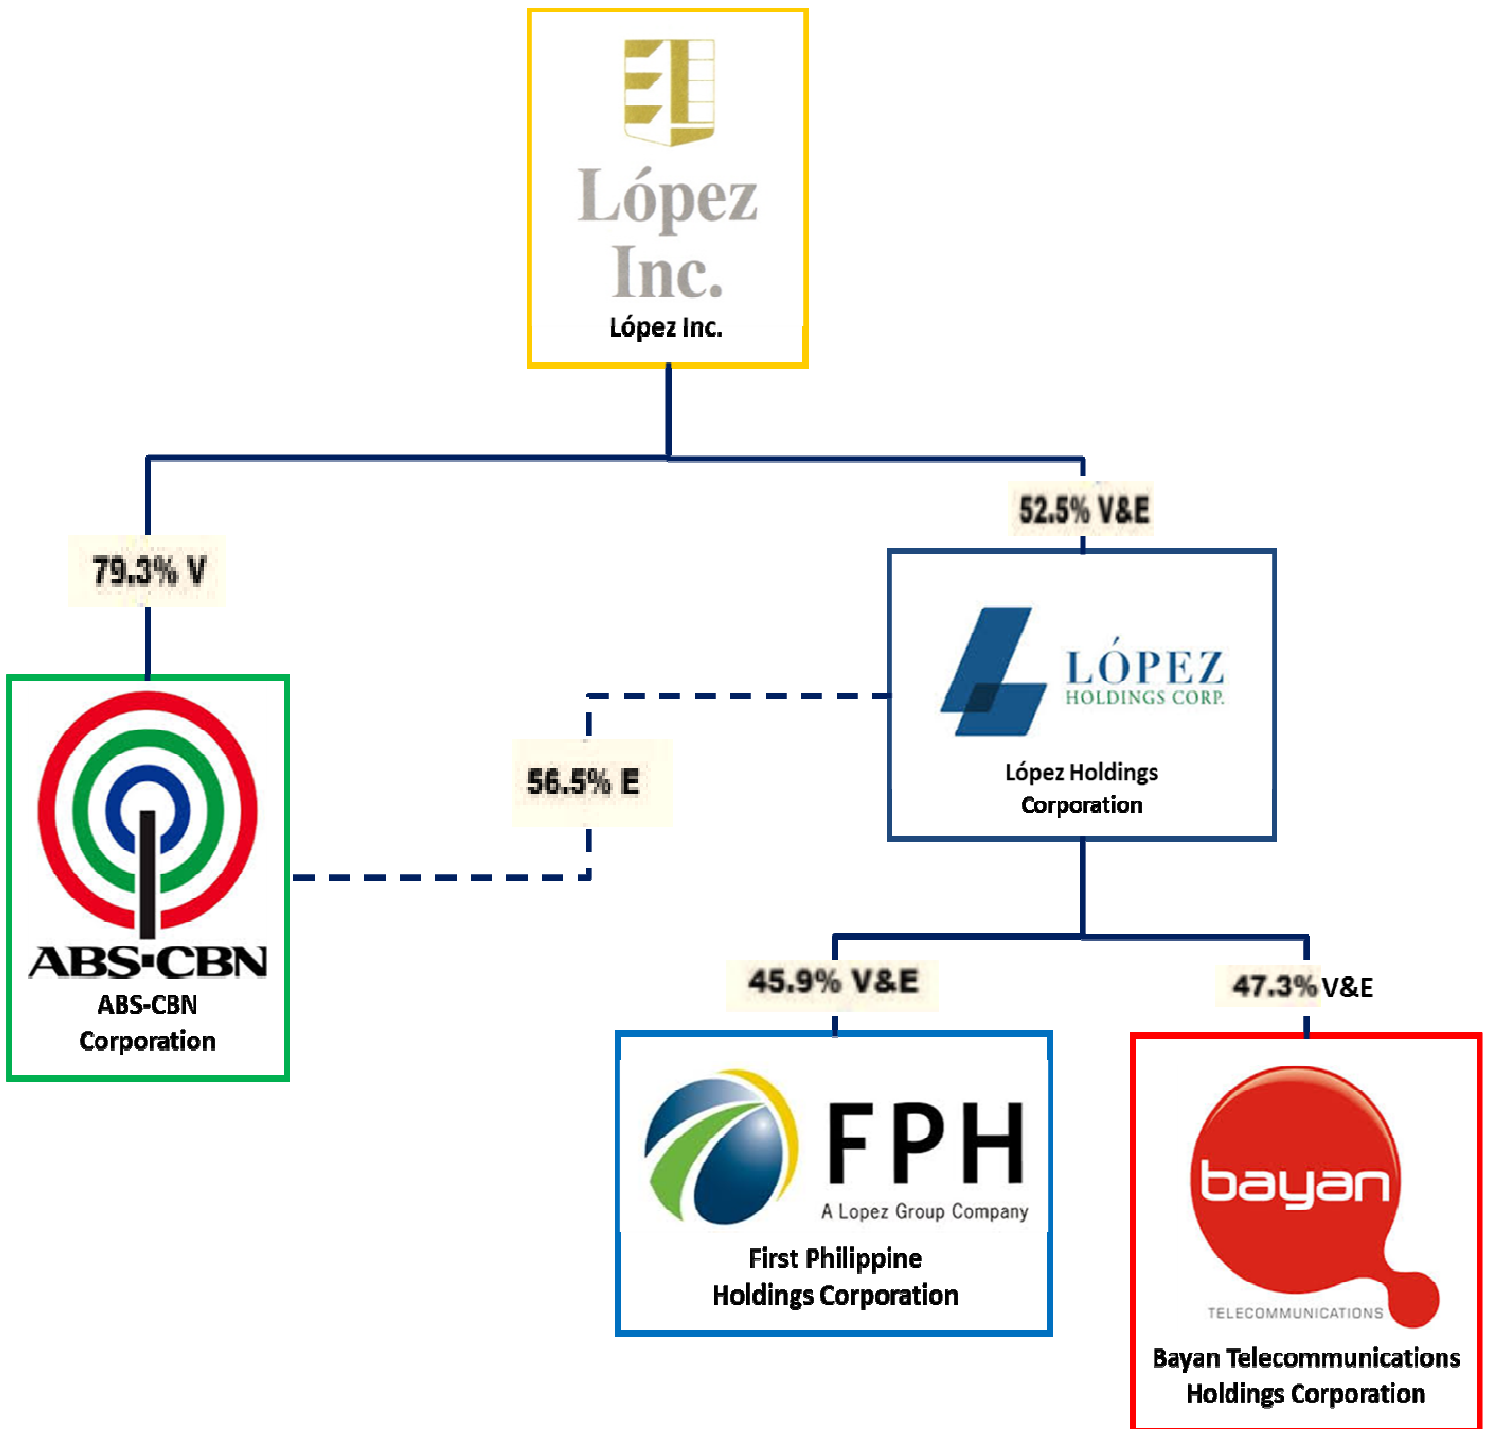 López
Inc.
López Inc.
52.5% V&E
79.3% V
LÓPEZ
HOLDINGS CORP.
López Holdings
Corporation
56.5% E
ABS-CBN
ABS-CBN
Corporation
45.9% V&E
47.3% V&E
FPH
A Lopez Group Company
First Philippine
Holdings Corporation
bayan
TELECOMMUNICATIONS
Bayan Telecommunications
Holdings Corporation